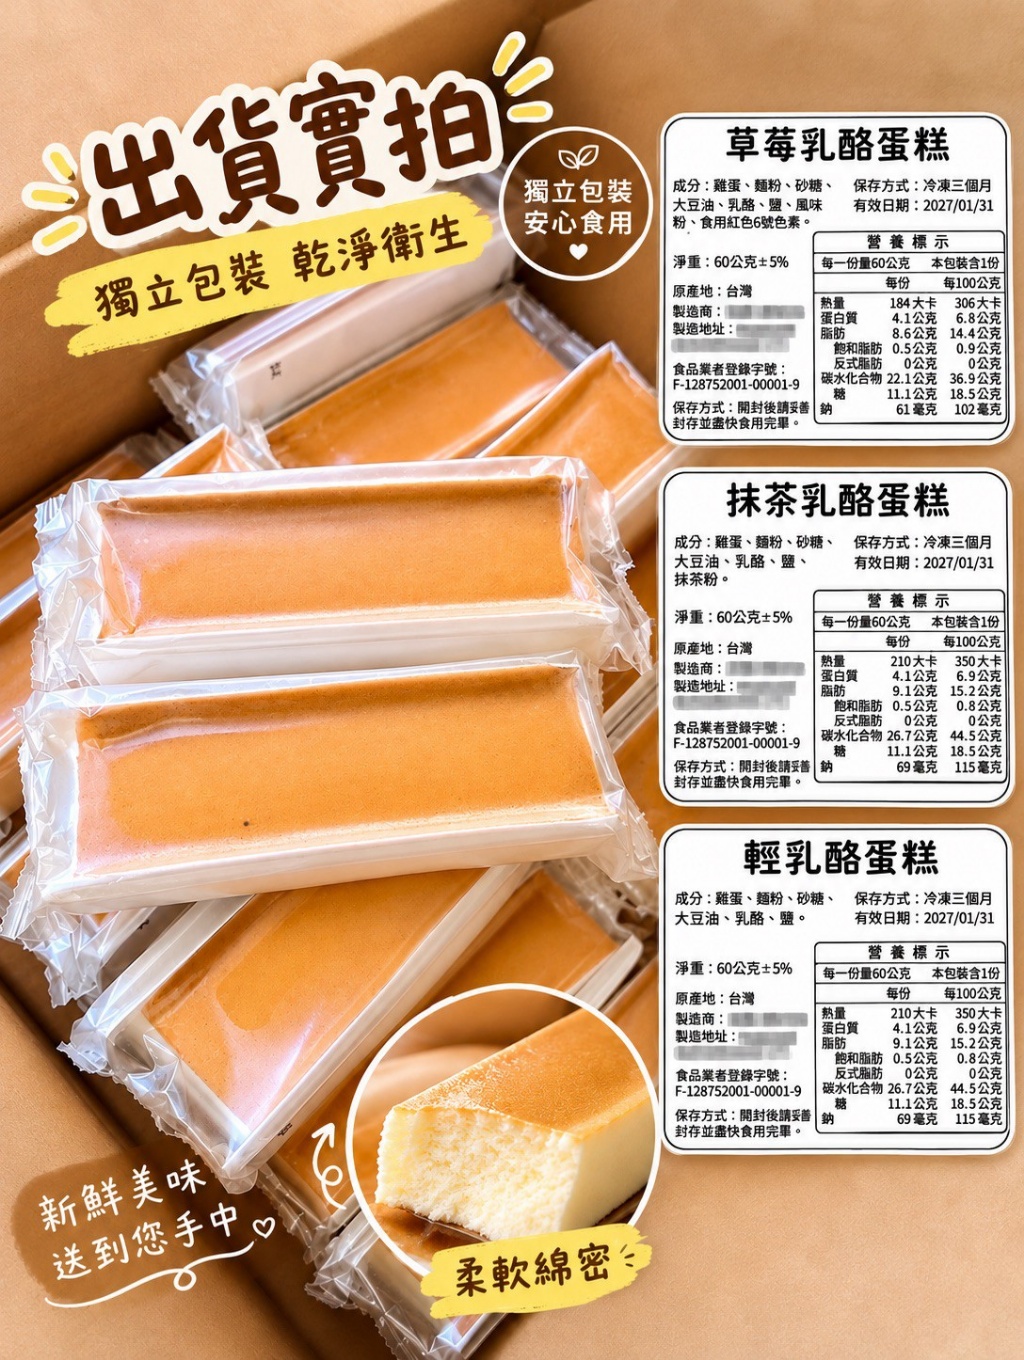 出貨實拍
獨立包裝 乾淨衛生
獨立包裝
安心食用
草莓乳酪蛋糕
成分：雞蛋、麵粉、砂糖、
大豆油、乳酪、鹽、風味
粉、食用紅色6號色素。
保存方式：冷凍三個月
有效日期：2027/01/31
淨重：60公克±5%
原產地：台灣
製造商：
製造地址：
食品業者登錄字號：
F-128752001-00001-9
保存方式：開封後請妥善
封存並盡快食用完畢。
營養標示
每一份量60公克 本包裝含1份
每份 每100公克
熱量 184大卡 306大卡
蛋白質 4.1公克 6.8公克
脂肪 8.6公克 14.4公克
飽和脂肪 0.5公克 0.9公克
反式脂肪 0公克 0公克
碳水化合物 22.1公克 36.9公克
糖 11.1公克 18.5公克
鈉 61毫克 102毫克
抹茶乳酪蛋糕
成分：雞蛋、麵粉、砂糖、
大豆油、乳酪、鹽、
抹茶粉。
保存方式：冷凍三個月
有效日期：2027/01/31
淨重：60公克±5%
原產地：台灣
製造商：
製造地址：
食品業者登錄字號：
F-128752001-00001-9
保存方式：開封後請妥善
封存並盡快食用完畢。
營養標示
每一份量60公克 本包裝含1份
每份 每100公克
熱量 210大卡 350大卡
蛋白質 4.1公克 6.9公克
脂肪 9.1公克 15.2公克
飽和脂肪 0.5公克 0.8公克
反式脂肪 0公克 0公克
碳水化合物 26.7公克 44.5公克
糖 11.1公克 18.5公克
鈉 69毫克 115毫克
輕乳酪蛋糕
成分：雞蛋、麵粉、砂糖、
大豆油、乳酪、鹽。
保存方式：冷凍三個月
有效日期：2027/01/31
淨重：60公克±5%
原產地：台灣
製造商：
製造地址：
食品業者登錄字號：
F-128752001-00001-9
保存方式：開封後請妥善
封存並盡快食用完畢。
營養標示
每一份量60公克 本包裝含1份
每份 每100公克
熱量 210大卡 350大卡
蛋白質 4.1公克 6.9公克
脂肪 9.1公克 15.2公克
飽和脂肪 0.5公克 0.8公克
反式脂肪 0公克 0公克
碳水化合物 26.7公克 44.5公克
糖 11.1公克 18.5公克
鈉 69毫克 115毫克
新鮮美味
送到您手中
柔軟綿密